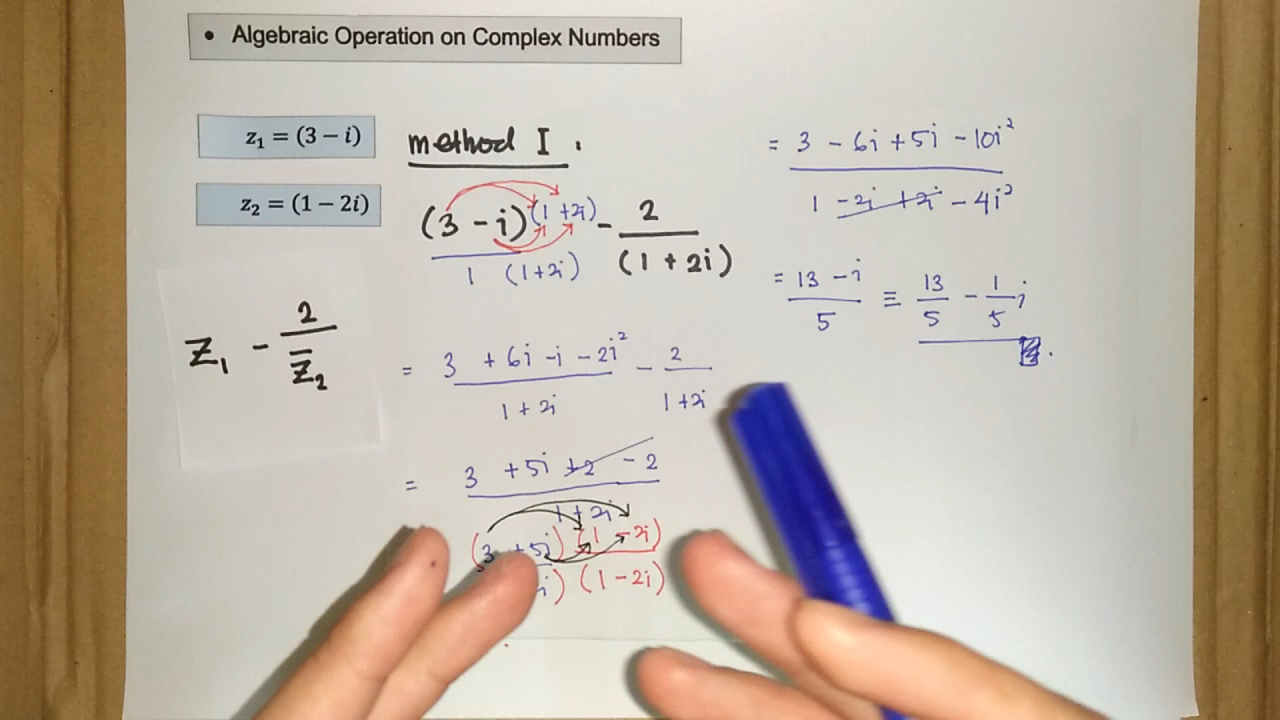 • Algebraic Operation on Complex Numbers
z₁ = (3 − i)
z₂ = (1 − 2i)
z₁ − 2/z̄₂
method I .
(3 − i)(1 + 2i) / 1 (1+2i) − 2 / (1 + 2i)
= 3 + 6i − i − 2i² / 1 + 2i − 2 / 1 + 2i
= 3 + 5i + 2 − 2 / 1 + 2i
(3 + 5i) (1 − 2i) / i) (1 − 2i)
= 3 − 6i + 5i − 10i² / 1 − 2i + 2i − 4i²
= 13 − i / 5 ≡ 13/5 − 1/5 i